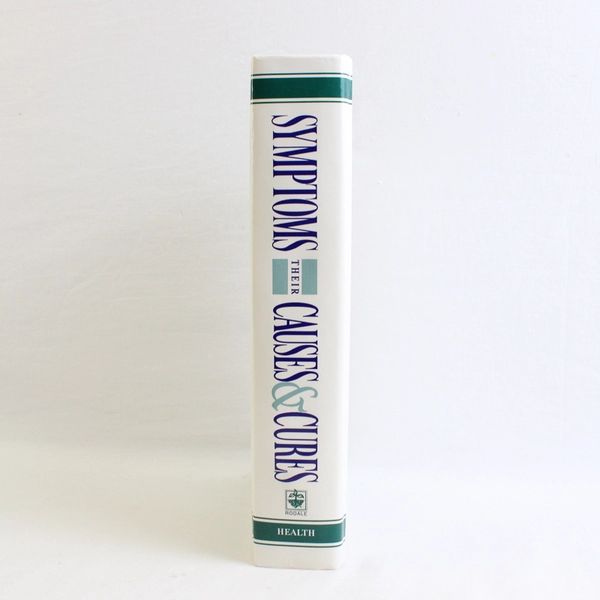 SYMPTOMS
THEIR
CAUSES & CURES
RODALE
HEALTH